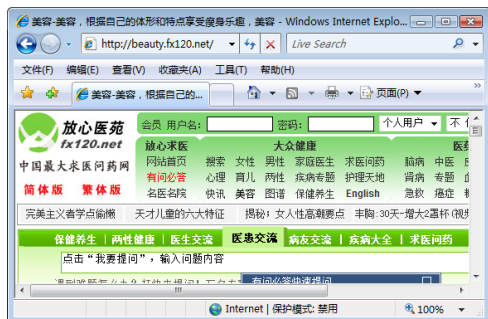 美容-美容，根据自己的体形和特点享受瘦身乐趣，美容 - Windows Internet Explo...
http://beauty.fx120.net/ Live Search
文件(F) 编辑(E) 查看(V) 收藏夹(A) 工具(T) 帮助(H)
美容-美容，根据自己的... 页面(P)
放心医苑 会员 用户名: 密码: 个人用户
fx120.net 放心求医 大众健康
中国最大求医问药网 网站首页 搜索 女性 男性 家庭医生 求医问药 脑病 中医
有问必答 心理 育儿 两性 疾病专题 护理天地 肾病 专题
简体版 繁体版 名医名院 快讯 美容 图谱 保健养生 English 急救 癌症
完美主义者学点偷懒 天才儿童的六大特征 揭秘：女人性高潮要点 丰胸:30天-增大2罩杯(视
保健养生 | 两性健康 | 医生交流 医患交流 病友交流 | 疾病大全 | 求医问药
点击“我要提问”，输入问题内容
有问必答快速提问
Internet | 保护模式: 禁用 100%